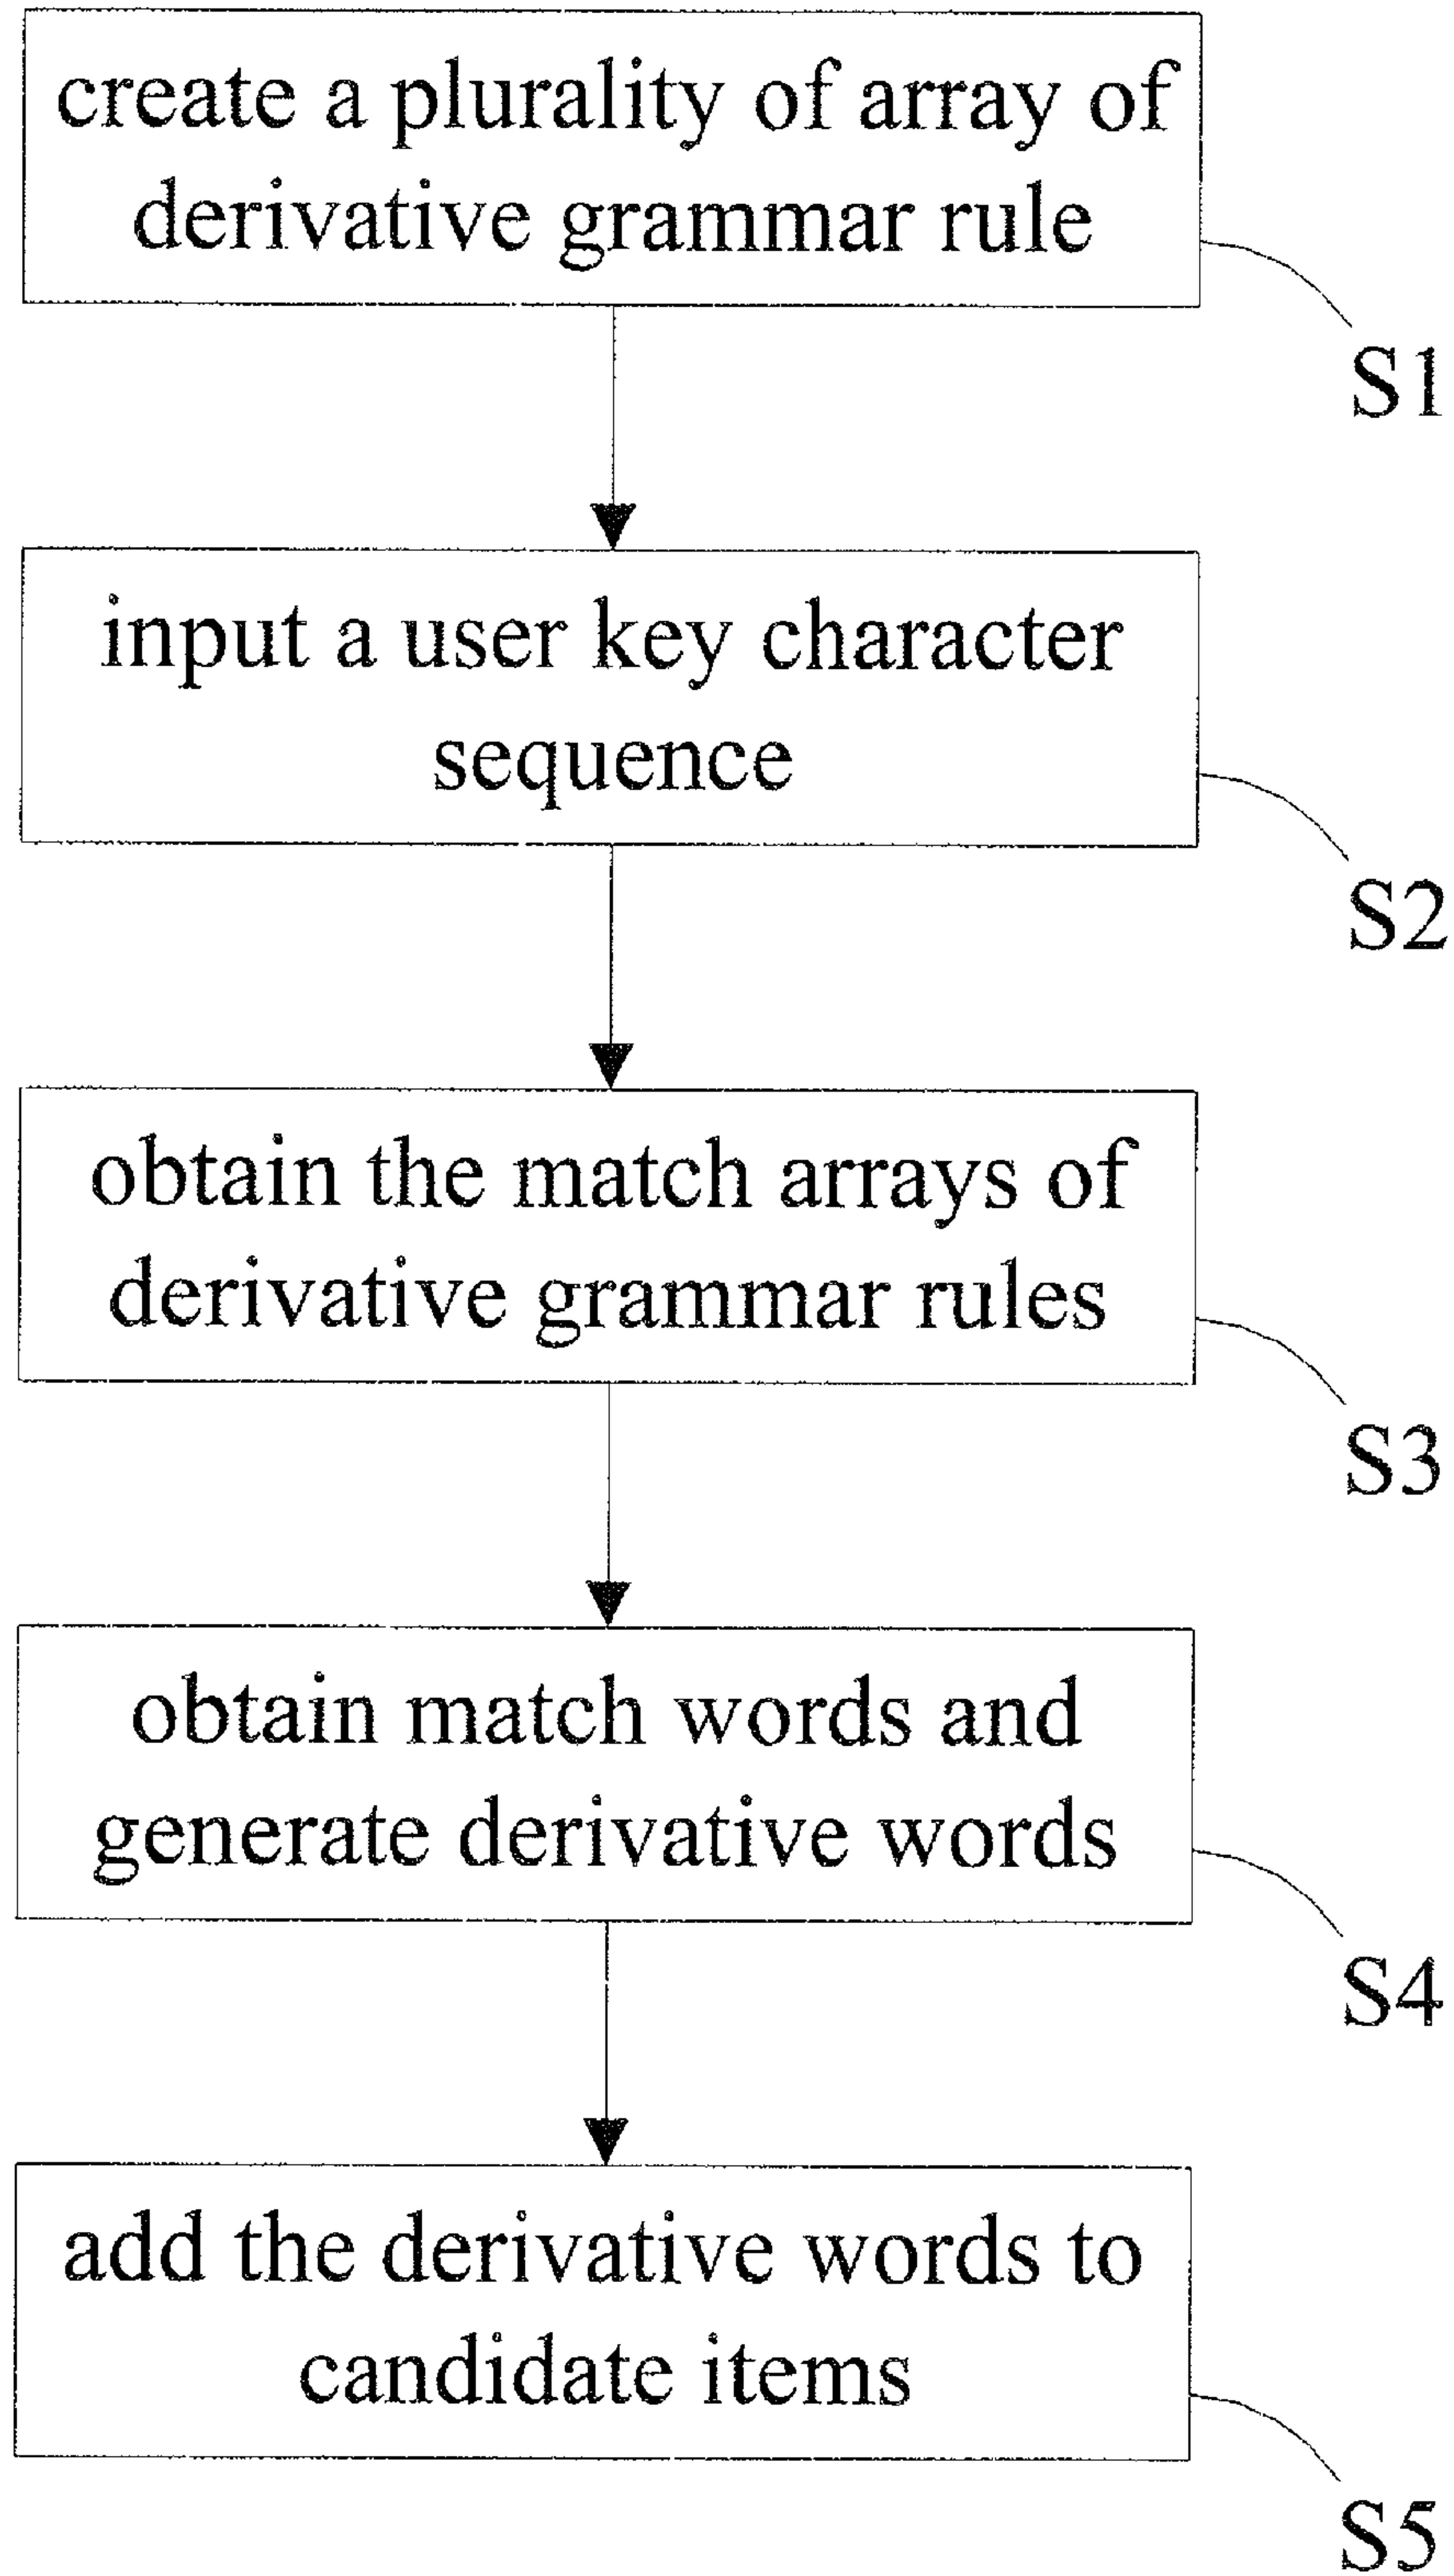 create a plurality of array of
derivative grammar rule
S1
input a user key character
sequence
S2
obtain the match arrays of
derivative grammar rules
S3
obtain match words and
generate derivative words
S4
add the derivative words to
candidate items
S5